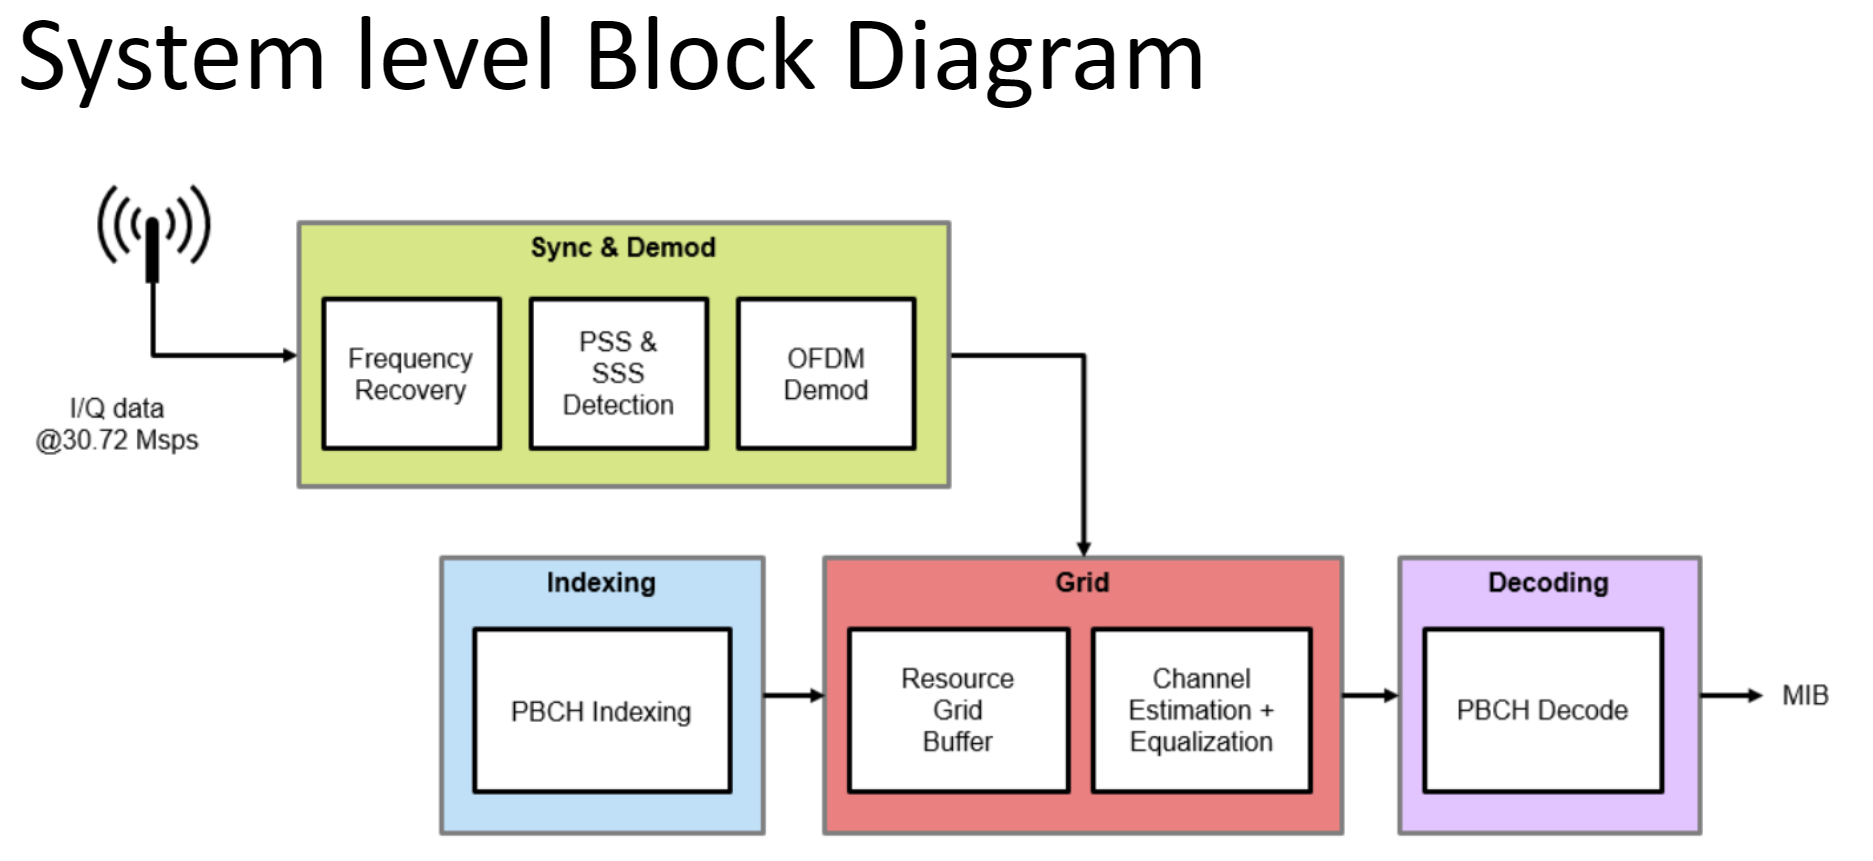 System level Block Diagram
Sync & Demod
Frequency
Recovery
PSS &
SSS
Detection
OFDM
Demod
I/Q data
@30.72 Msps
Indexing
PBCH Indexing
Grid
Resource
Grid
Buffer
Channel
Estimation +
Equalization
Decoding
PBCH Decode
MIB